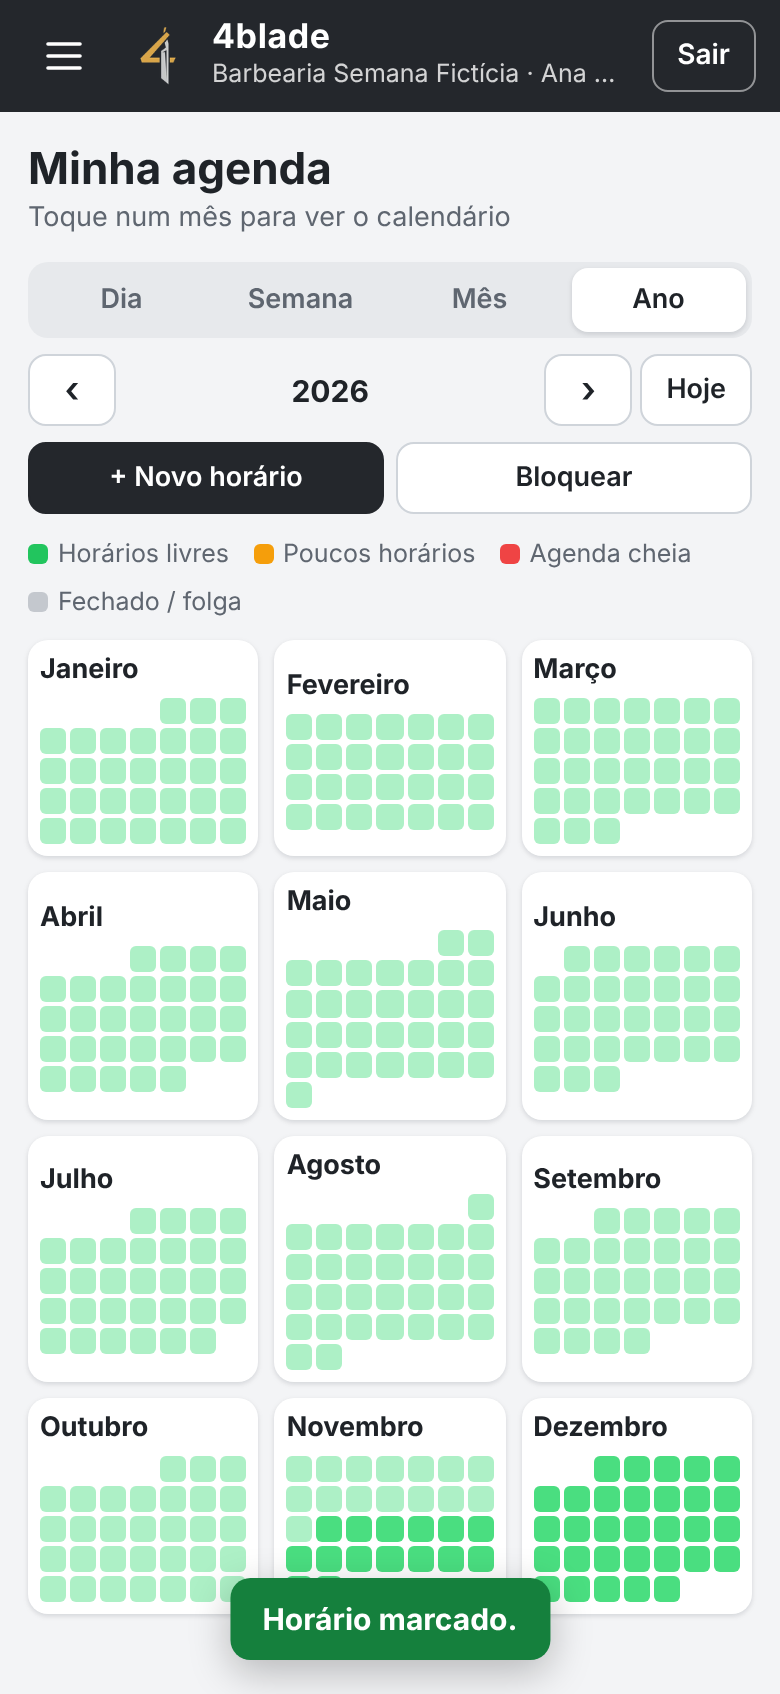 4blade
Barbearia Semana Fictícia · Ana ...
Sair
Minha agenda
Toque num mês para ver o calendário
Dia
Semana
Mês
Ano
‹
2026
›
Hoje
+ Novo horário
Bloquear
Horários livres
Poucos horários
Agenda cheia
Fechado / folga
Janeiro
Fevereiro
Março
Abril
Maio
Junho
Julho
Agosto
Setembro
Outubro
Novembro
Dezembro
Horário marcado.